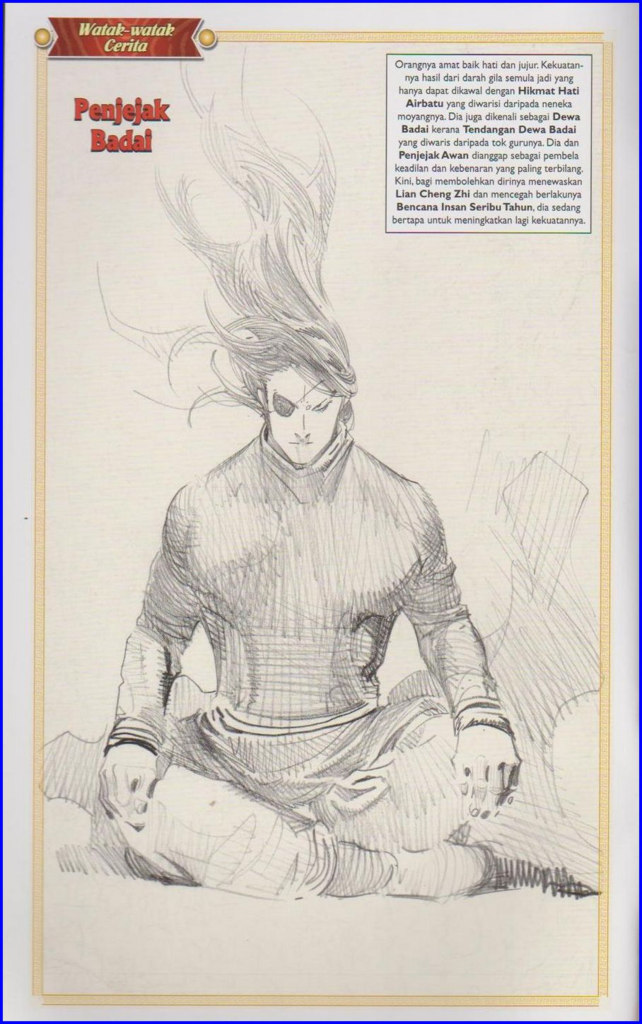 Watak-watak
Cerita
Penjejak
Badai
Orangnya amat baik hati dan jujur. Kekuatan-
nya hasil dari darah gila semula jadi yang
hanya dapat dikawal dengan Hikmat Hati
Airbatu yang diwarisi daripada neneka
moyangnya. Dia juga dikenali sebagai Dewa
Badai kerana Tendangan Dewa Badai
yang diwaris daripada tok gurunya. Dia dan
Penjejak Awan dianggap sebagai pembela
keadilan dan kebenaran yang paling terbilang.
Kini, bagi membolehkan dirinya menewaskan
Lian Cheng Zhi dan mencegah berlakunya
Bencana Insan Seribu Tahun, dia sedang
bertapa untuk meningkatkan lagi kekuatannya.